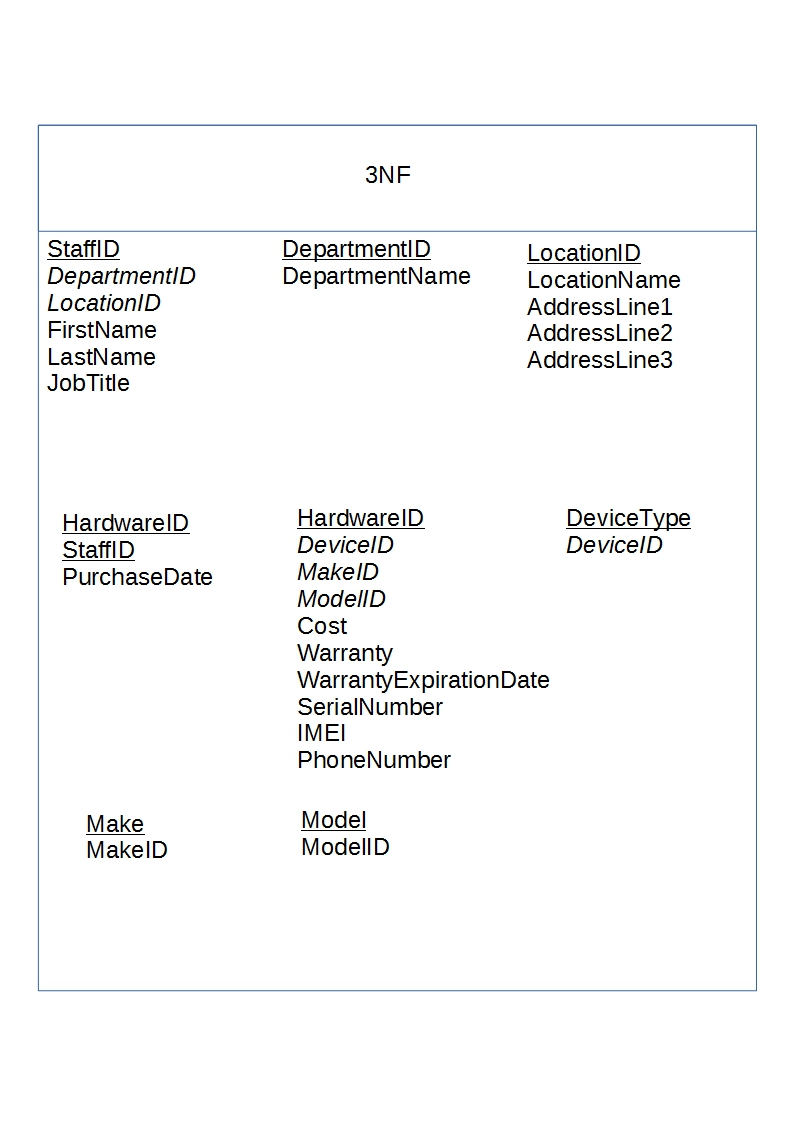 3NF
StaffID
DepartmentID
LocationID
FirstName
LastName
JobTitle
DepartmentID
DepartmentName
LocationID
LocationName
AddressLine1
AddressLine2
AddressLine3
HardwareID
StaffID
PurchaseDate
HardwareID
DeviceID
MakeID
ModelID
Cost
Warranty
WarrantyExpirationDate
SerialNumber
IMEI
PhoneNumber
DeviceType
DeviceID
Make
MakeID
Model
ModelID